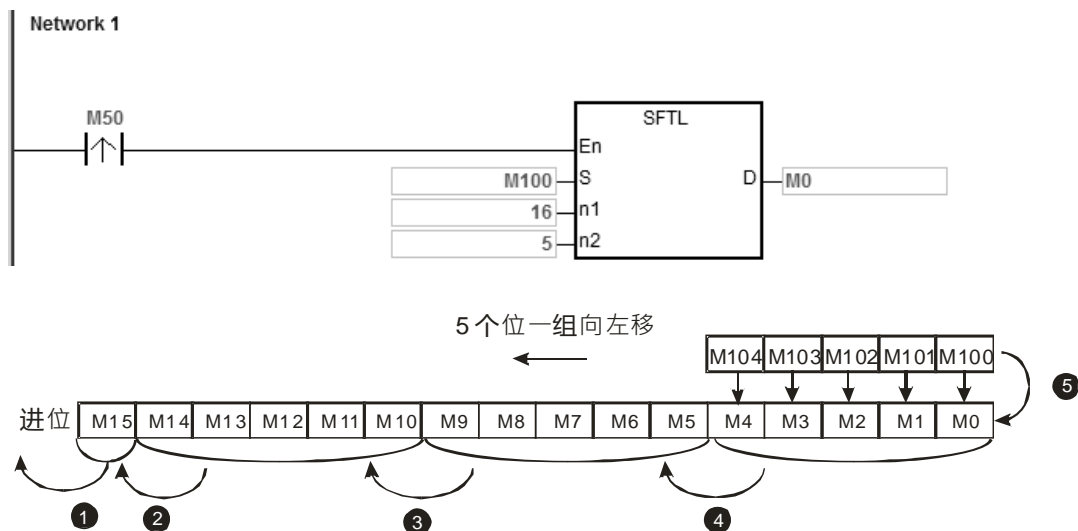 Network 1
M50
SFTL
En
M100 S D M0
16 n1
5 n2
5个位一组向左移
M104 M103 M102 M101 M100
5
进位 M15 M14 M13 M12 M11 M10 M9 M8 M7 M6 M5 M4 M3 M2 M1 M0
1 2 3 4